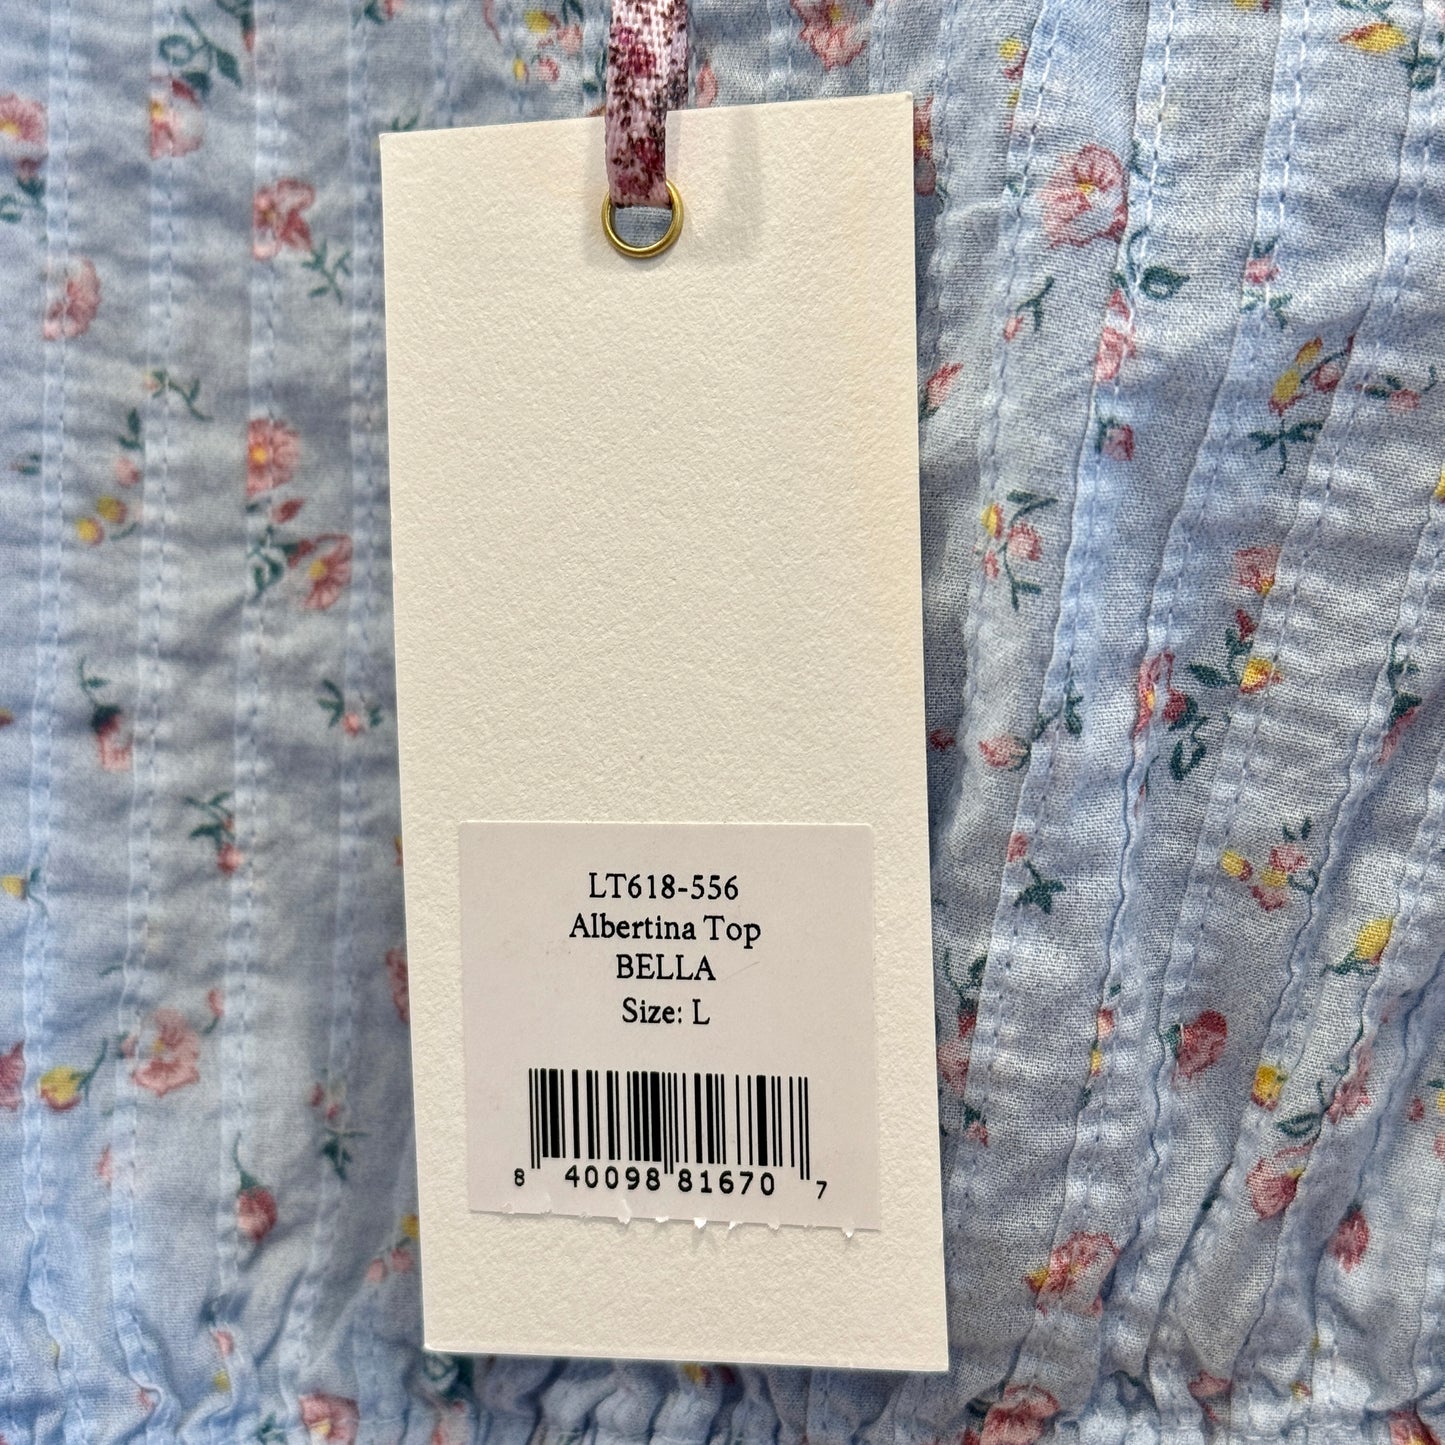 LT618-556
Albertina Top
BELLA
Size: L
8 40098 81670 7